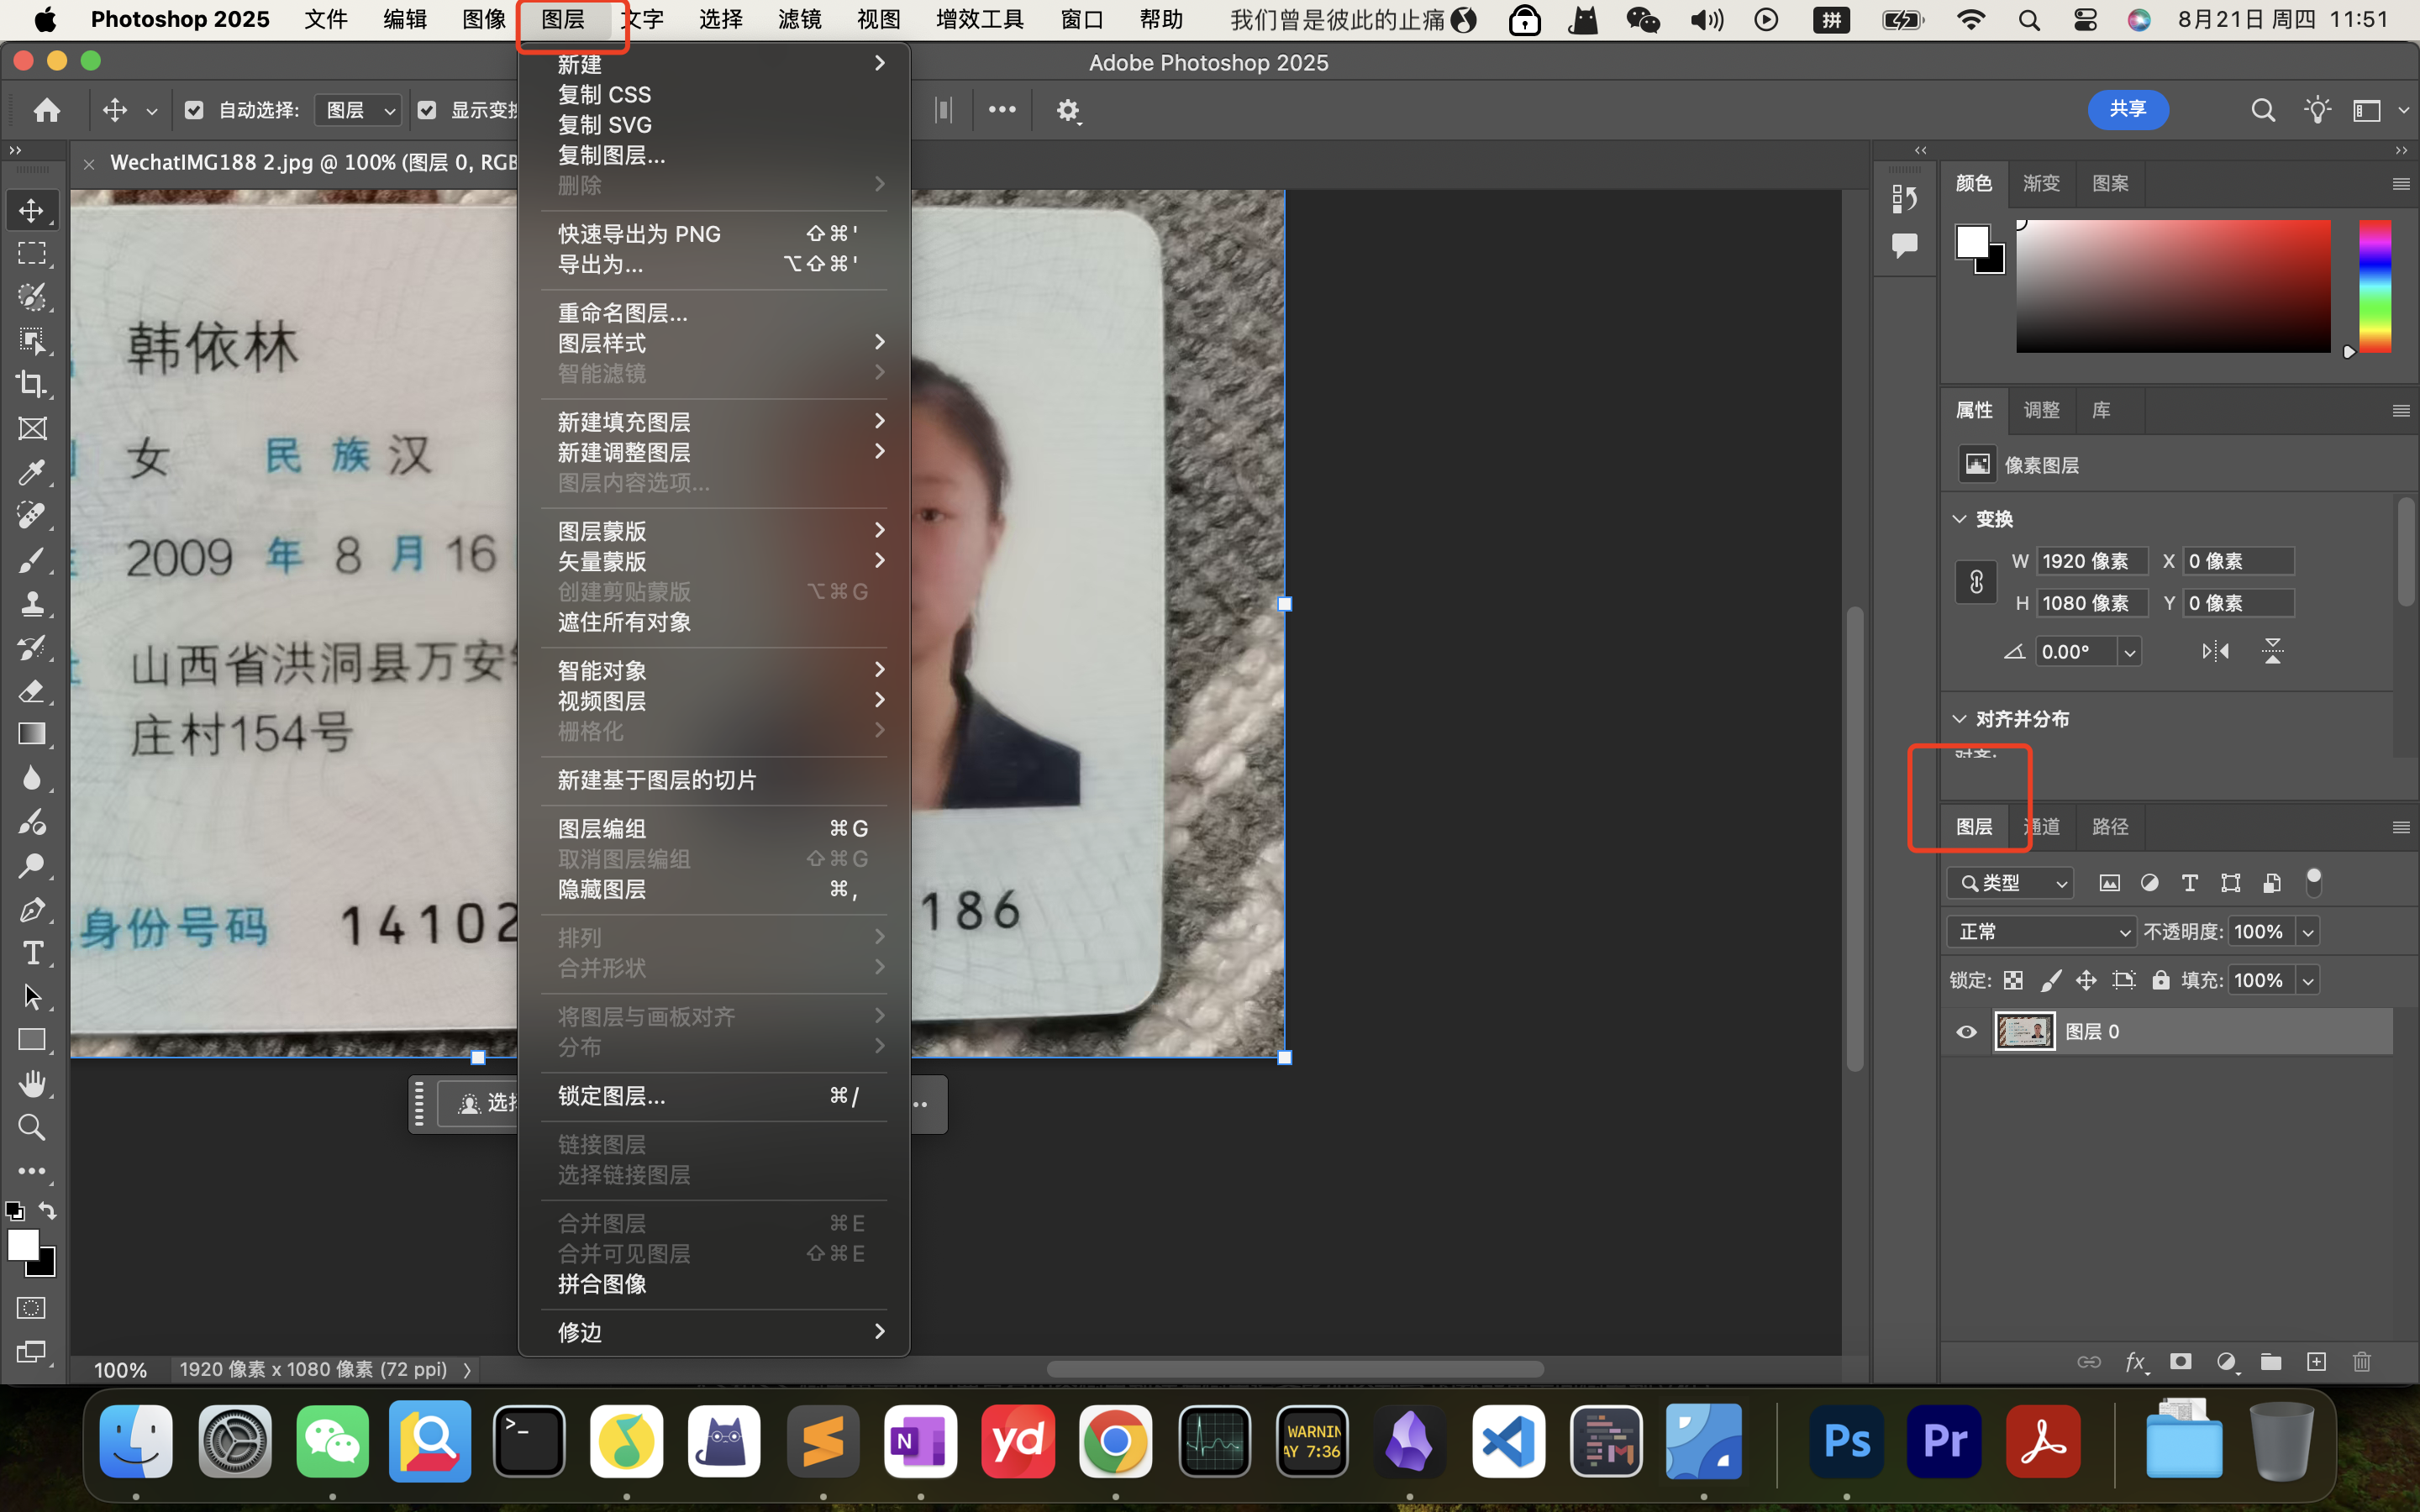 Photoshop 2025 文件 编辑 图像 图层 文字 选择 滤镜 视图 增效工具 窗口 帮助 我们曾是彼此的止痛 拼 8月21日 周四 11:51
Adobe Photoshop 2025
自动选择: 图层 显示变换 共享
WechatIMG188 2.jpg @ 100% (图层 0, RGB
新建
复制 CSS
复制 SVG
复制图层...
删除
快速导出为 PNG ⇧⌘'
导出为... ⌥⇧⌘'
重命名图层...
图层样式
智能滤镜
新建填充图层
新建调整图层
图层内容选项...
图层蒙版
矢量蒙版
创建剪贴蒙版 ⌥⌘G
遮住所有对象
智能对象
视频图层
栅格化
新建基于图层的切片
图层编组 ⌘G
取消图层编组 ⇧⌘G
隐藏图层 ⌘,
排列
合并形状
将图层与画板对齐
分布
锁定图层... ⌘/
链接图层
选择链接图层
合并图层 ⌘E
合并可见图层 ⇧⌘E
拼合图像
修边
韩依林
女 民族 汉
2009 年 8 月 16
山西省洪洞县万安
庄村154号
身份号码 14102
186
选择
颜色 渐变 图案
属性 调整 库
像素图层
变换
W 1920 像素 X 0 像素
H 1080 像素 Y 0 像素
0.00°
对齐并分布
对齐:
图层 通道 路径
类型
正常 不透明度: 100%
锁定: 填充: 100%
图层 0
fx
100% 1920 像素 x 1080 像素 (72 ppi)
>_
N
yd
WARNIN
AY 7:36
M
Ps
Pr